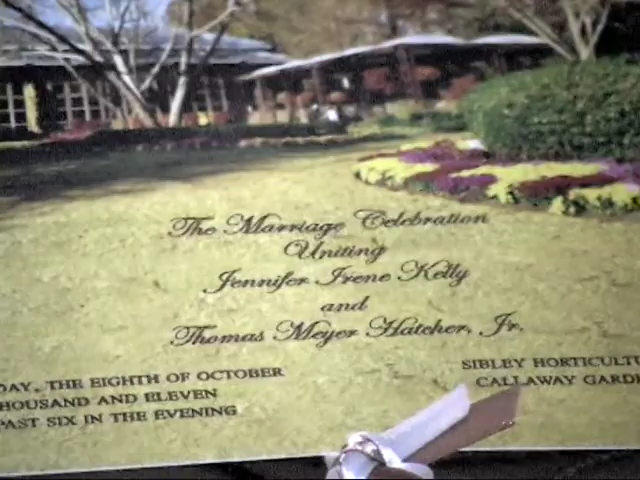 The Marriage Celebration
Uniting
Jennifer Irene Kelly
and
Thomas Meyer Hatcher, Jr.
DAY, THE EIGHTH OF OCTOBER
HOUSAND AND ELEVEN
PAST SIX IN THE EVENING
SIBLEY HORTICULTU
CALLAWAY GARDE